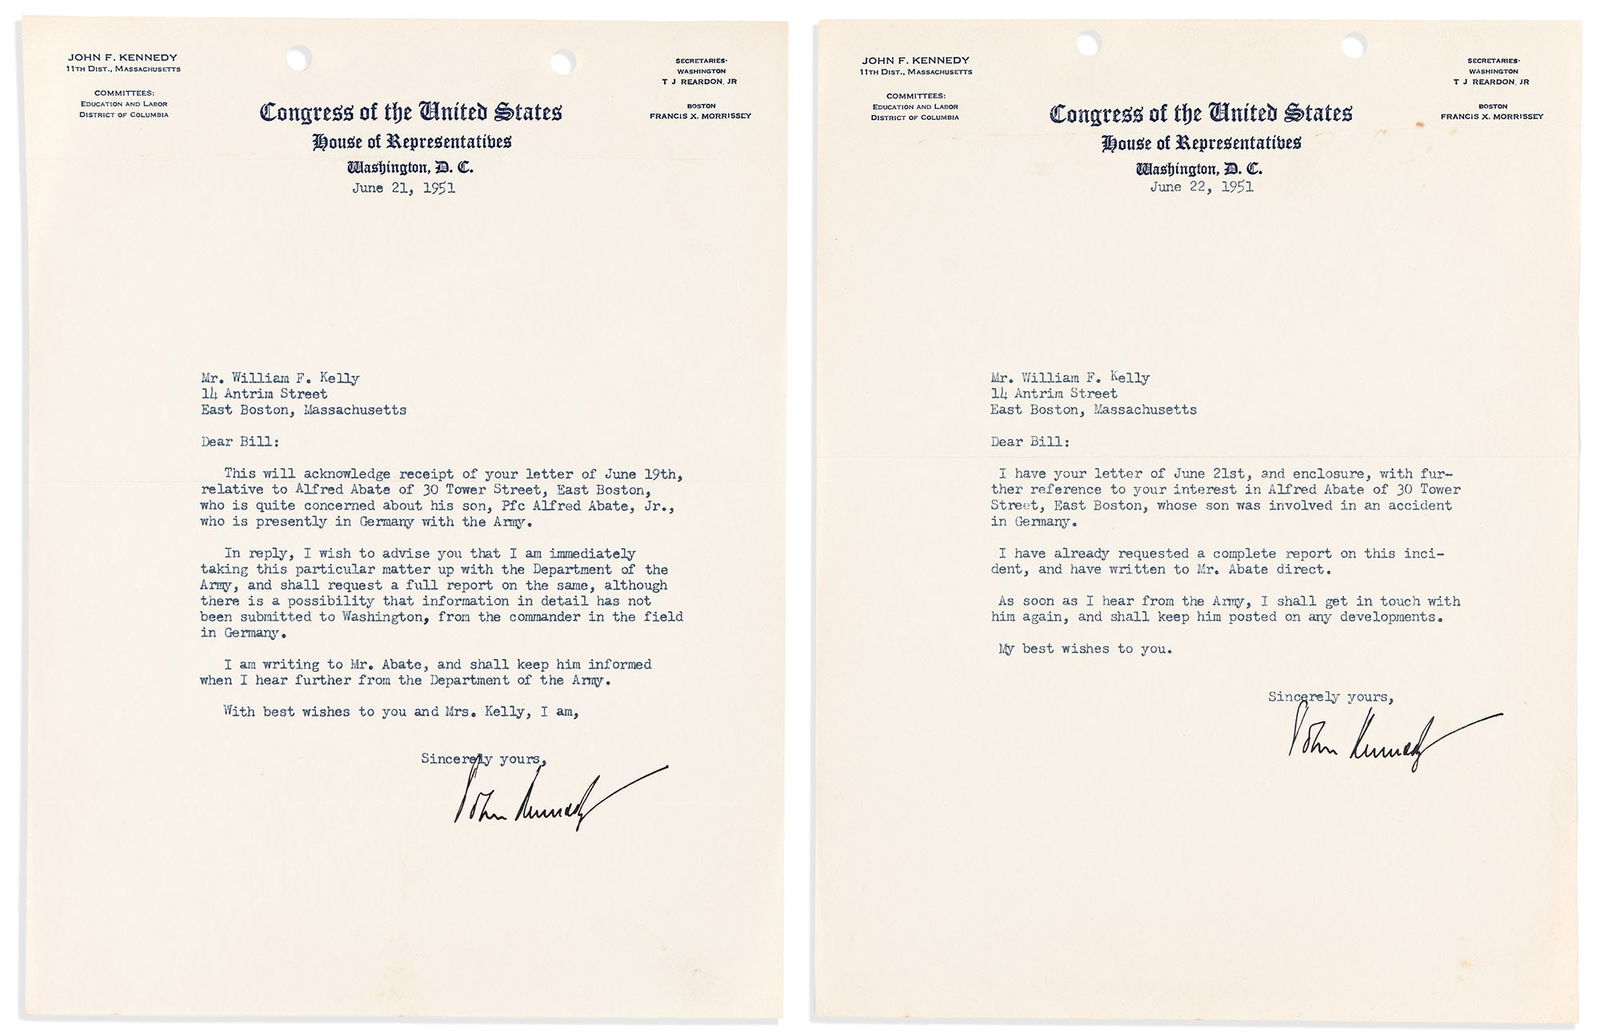 JOHN F. KENNEDY
11TH DIST., MASSACHUSETTS
COMMITTEES:
EDUCATION AND LABOR
DISTRICT OF COLUMBIA
SECRETARIES:
WASHINGTON
T J REARDON, JR
BOSTON
FRANCIS X. MORRISSEY
Congress of the United States
House of Representatives
Washington, D. C.
June 21, 1951
Mr. William F. Kelly
14 Antrim Street
East Boston, Massachusetts
Dear Bill:
This will acknowledge receipt of your letter of June 19th,
relative to Alfred Abate of 30 Tower Street, East Boston,
who is quite concerned about his son, Pfc Alfred Abate, Jr.,
who is presently in Germany with the Army.
In reply, I wish to advise you that I am immediately
taking this particular matter up with the Department of the
Army, and shall request a full report on the same, although
there is a possibility that information in detail has not
been submitted to Washington, from the commander in the field
in Germany.
I am writing to Mr. Abate, and shall keep him informed
when I hear further from the Department of the Army.
With best wishes to you and Mrs. Kelly, I am,
Sincerely yours,
John Kennedy
JOHN F. KENNEDY
11TH DIST., MASSACHUSETTS
COMMITTEES:
EDUCATION AND LABOR
DISTRICT OF COLUMBIA
SECRETARIES:
WASHINGTON
T J REARDON, JR
BOSTON
FRANCIS X. MORRISSEY
Congress of the United States
House of Representatives
Washington, D. C.
June 22, 1951
Mr. William F. Kelly
14 Antrim Street
East Boston, Massachusetts
Dear Bill:
I have your letter of June 21st, and enclosure, with fur-
ther reference to your interest in Alfred Abate of 30 Tower
Street, East Boston, whose son was involved in an accident
in Germany.
I have already requested a complete report on this inci-
dent, and have written to Mr. Abate direct.
As soon as I hear from the Army, I shall get in touch with
him again, and shall keep him posted on any developments.
My best wishes to you.
Sincerely yours,
John Kennedy